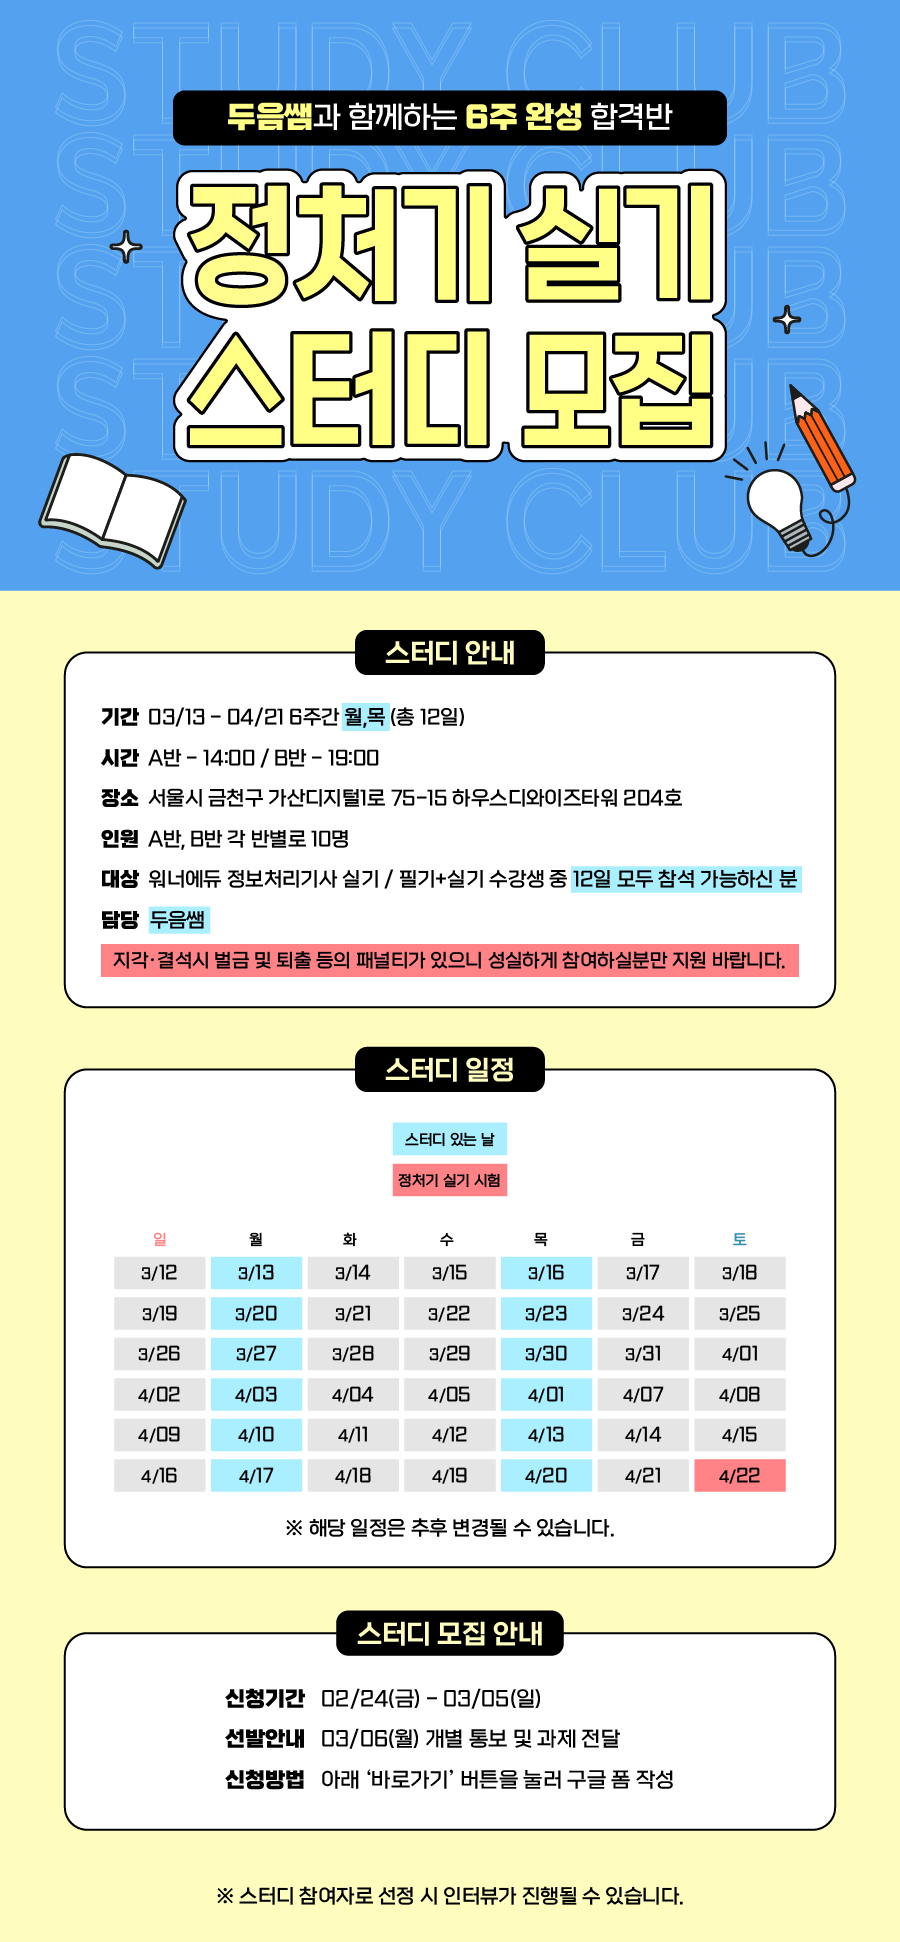 STUDY CLUB
STUDY CLUB
STUDY CLUB
STUDY CLUB
STUDY CLUB
두음쌤과 함께하는 6주 완성 합격반
정처기 실기
스터디 모집
스터디 안내
기간 03/13 - 04/21 6주간 월,목 (총 12일)
시간 A반 - 14:00 / B반 - 19:00
장소 서울시 금천구 가산디지털1로 75-15 하우스디와이즈타워 204호
인원 A반, B반 각 반별로 10명
대상 워너에듀 정보처리기사 실기 / 필기+실기 수강생 중 12일 모두 참석 가능하신 분
담당 두음쌤
지각·결석시 벌금 및 퇴출 등의 패널티가 있으니 성실하게 참여하실분만 지원 바랍니다.
스터디 일정
스터디 있는 날
정처기 실기 시험
일 월 화 수 목 금 토
3/12 3/13 3/14 3/15 3/16 3/17 3/18
3/19 3/20 3/21 3/22 3/23 3/24 3/25
3/26 3/27 3/28 3/29 3/30 3/31 4/01
4/02 4/03 4/04 4/05 4/01 4/07 4/08
4/09 4/10 4/11 4/12 4/13 4/14 4/15
4/16 4/17 4/18 4/19 4/20 4/21 4/22
※ 해당 일정은 추후 변경될 수 있습니다.
스터디 모집 안내
신청기간 02/24(금) - 03/05(일)
선발안내 03/06(월) 개별 통보 및 과제 전달
신청방법 아래 ‘바로가기’ 버튼을 눌러 구글 폼 작성
※ 스터디 참여자로 선정 시 인터뷰가 진행될 수 있습니다.